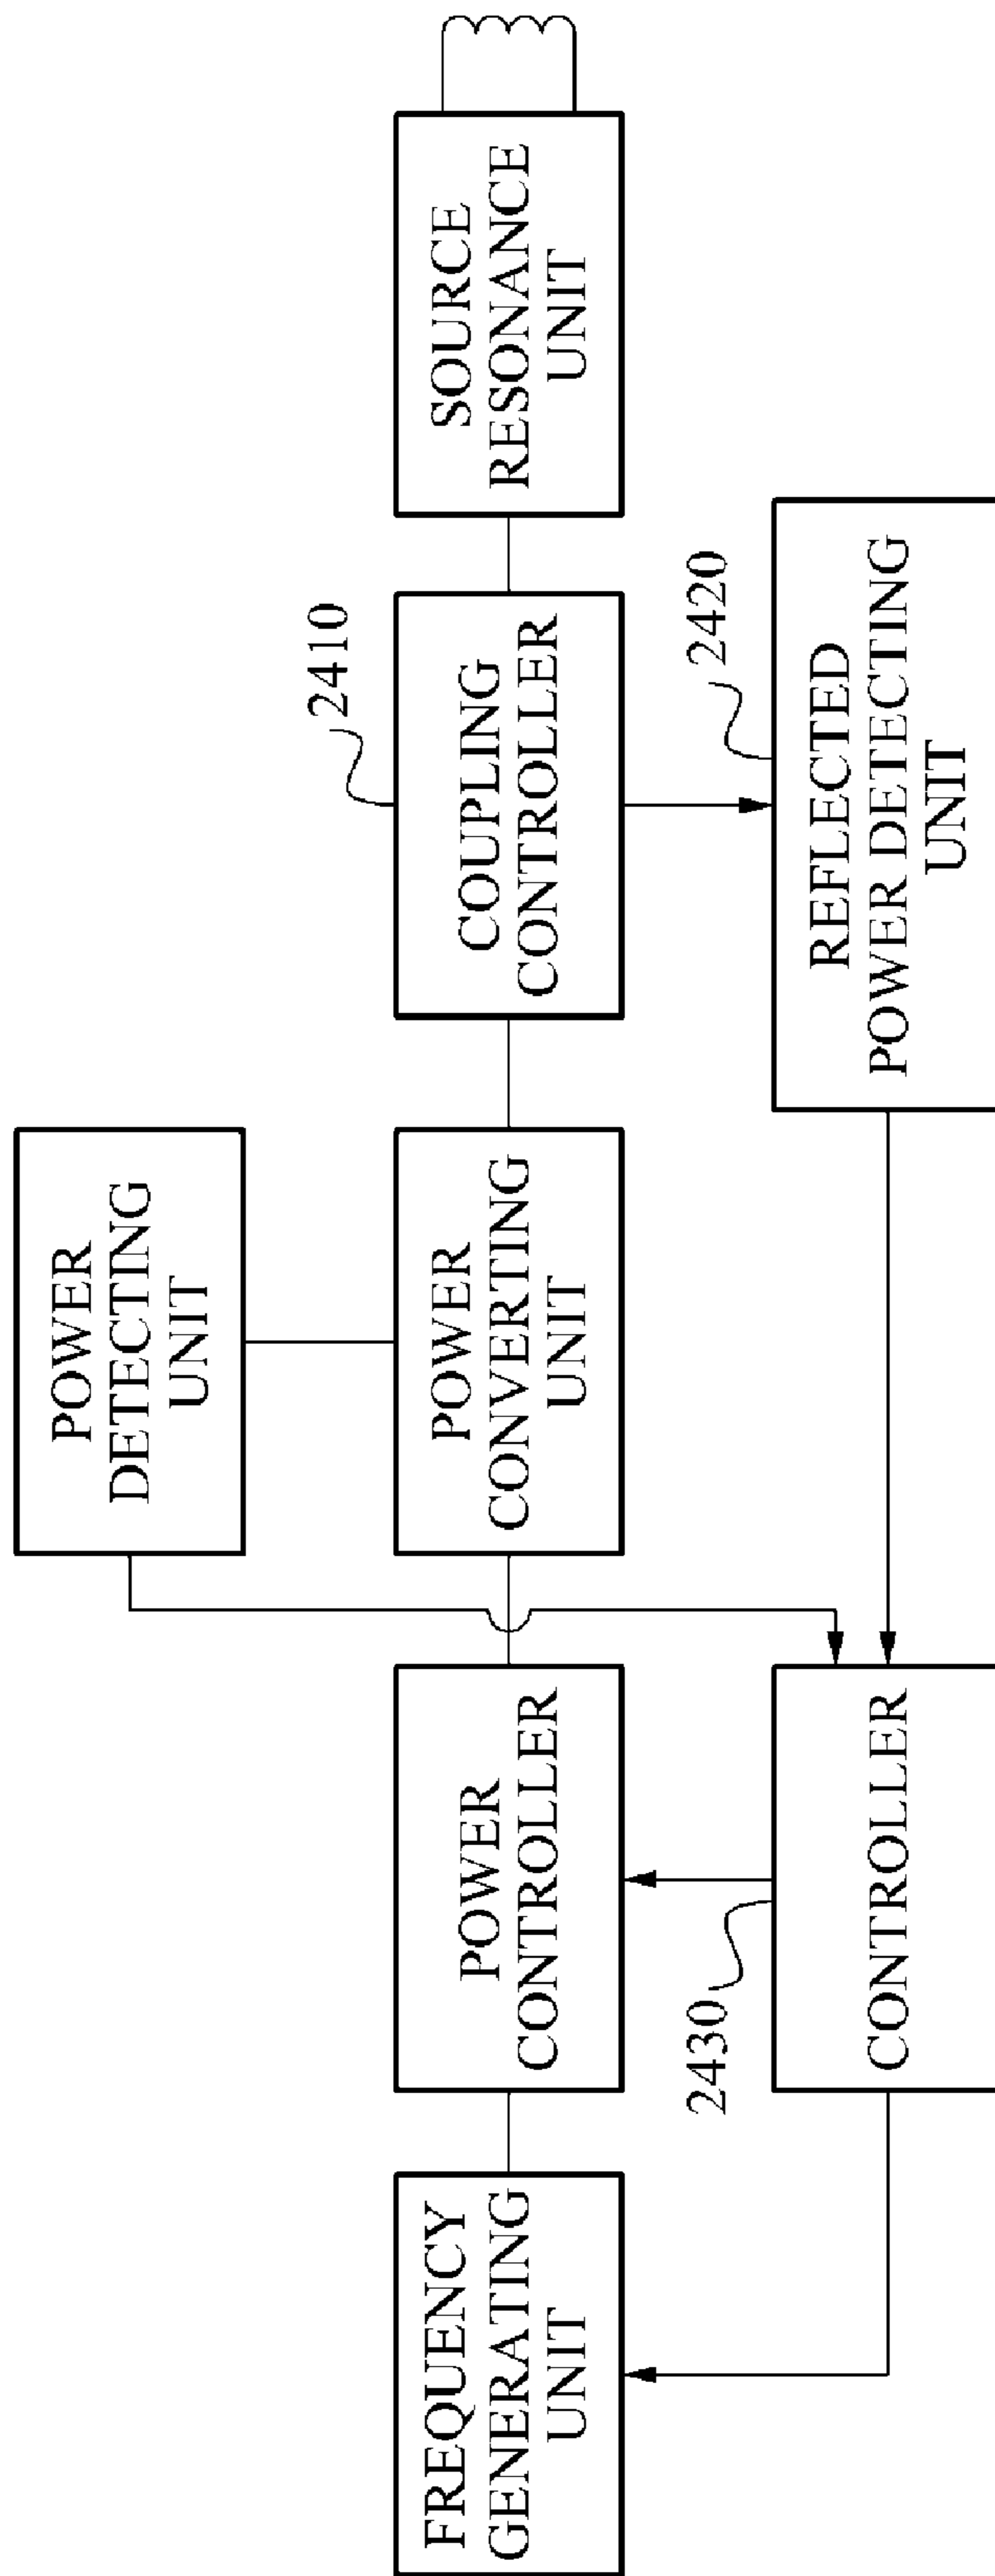 POWER
DETECTING
UNIT
FREQUENCY
GENERATING
UNIT
POWER
CONTROLLER
POWER
CONVERTING
UNIT
2410
COUPLING
CONTROLLER
SOURCE
RESONANCE
UNIT
2430
CONTROLLER
2420
REFLECTED
POWER DETECTING
UNIT